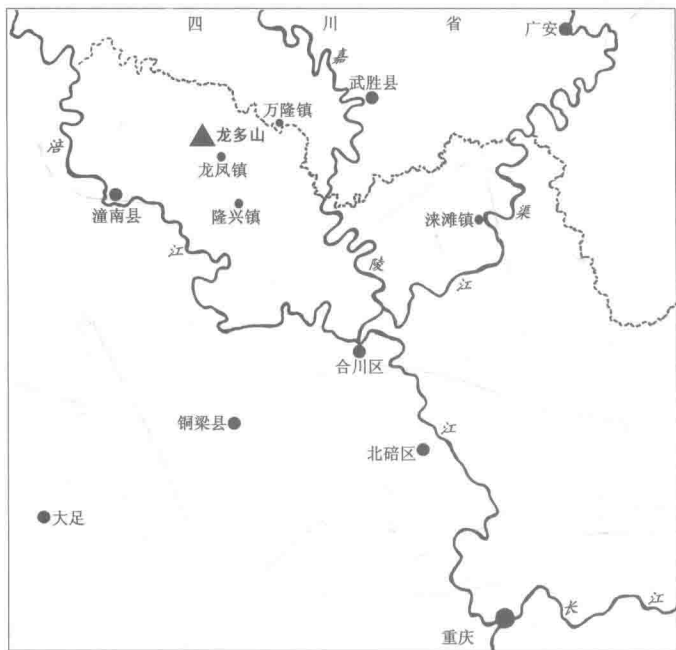 四川省
广安
嘉
武胜县
万隆镇
龙多山
涪
龙凤镇
潼南县
隆兴镇
涞滩镇
渠
江
陵
江
合川区
铜梁县
江
北碚区
大足
长
江
重庆